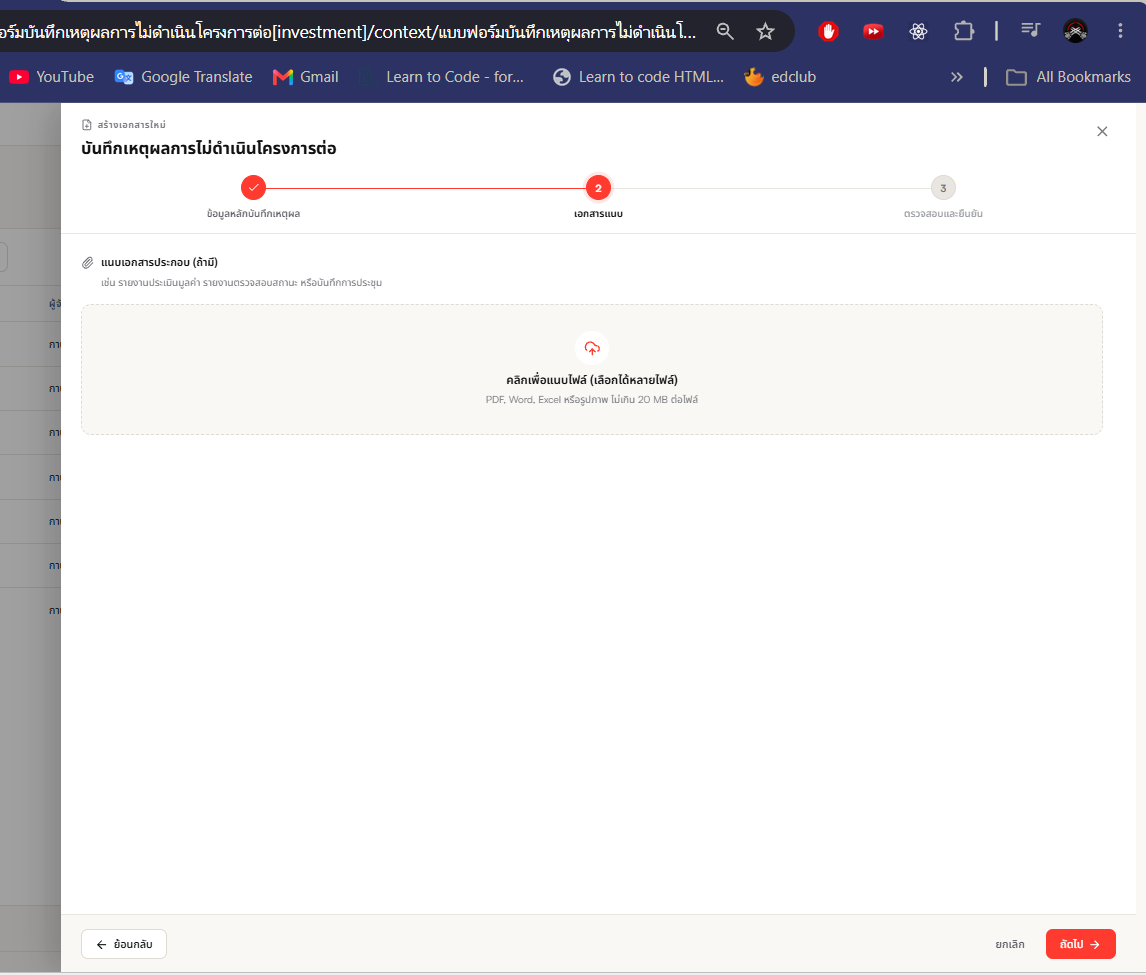 อร์มบันทึกเหตุผลการไม่ดำเนินโครงการต่อ[investment]/context/แบบฟอร์มบันทึกเหตุผลการไม่ดำเนินโ...
YouTube Google Translate Gmail Learn to Code - for... Learn to code HTML... edclub » All Bookmarks
สร้างเอกสารใหม่
บันทึกเหตุผลการไม่ดำเนินโครงการต่อ
2 3
ข้อมูลหลักบันทึกเหตุผล เอกสารแนบ ตรวจสอบและยืนยัน
แนบเอกสารประกอบ (ถ้ามี)
เช่น รายงานประเมินมูลค่า รายงานตรวจสอบสถานะ หรือบันทึกการประชุม
คลิกเพื่อแนบไฟล์ (เลือกได้หลายไฟล์)
PDF, Word, Excel หรือรูปภาพ ไม่เกิน 20 MB ต่อไฟล์
ย้อนกลับ ยกเลิก ถัดไป